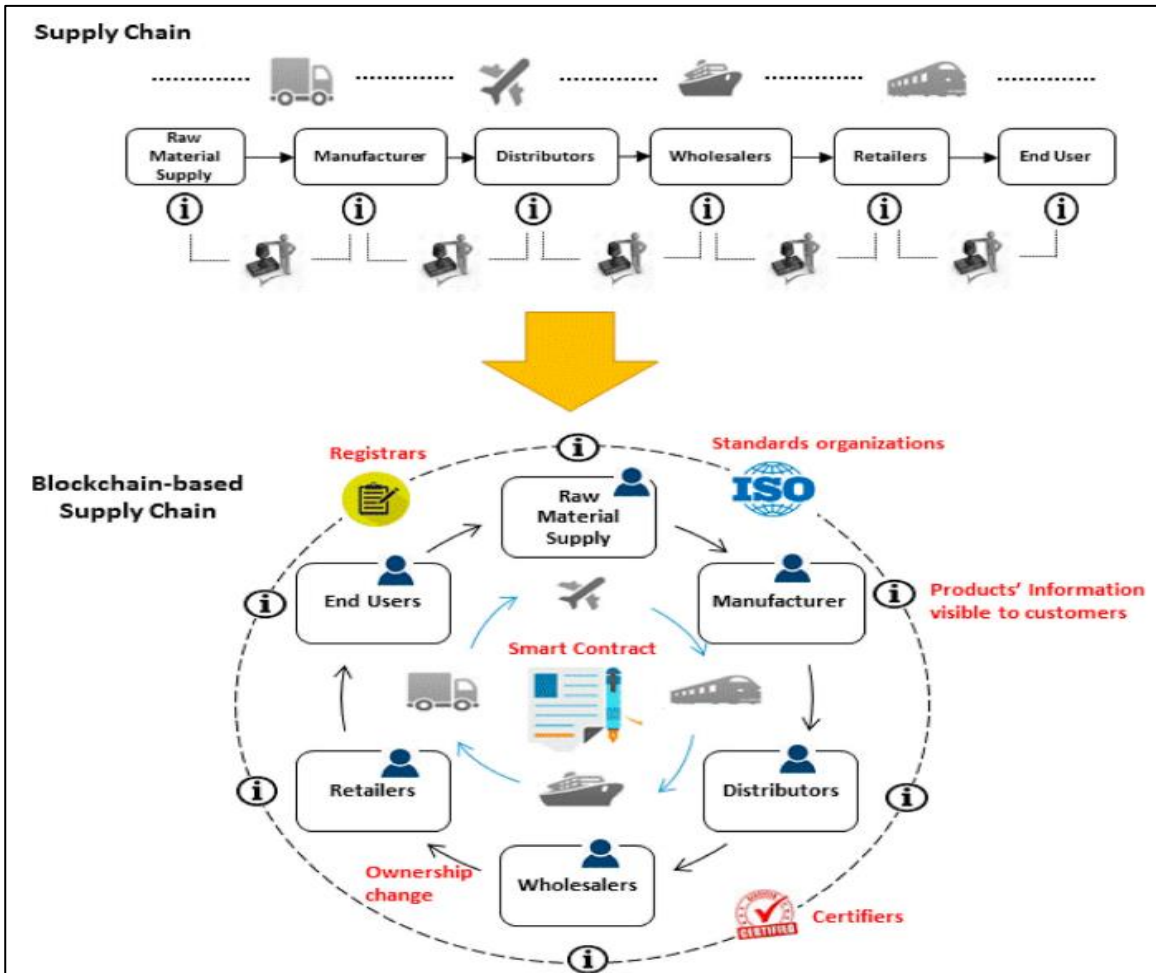 Supply Chain
Raw
Material
Supply
Manufacturer
Distributors
Wholesalers
Retailers
End User
i
i
i
i
i
i
Blockchain-based
Supply Chain
Registrars
i
Standards organizations
ISO
Raw
Material
Supply
End Users
Manufacturer
i
i
Products' Information
visible to customers
Smart Contract
Retailers
Distributors
i
i
Ownership
change
Wholesalers
CERTIFIED
Certifiers
i